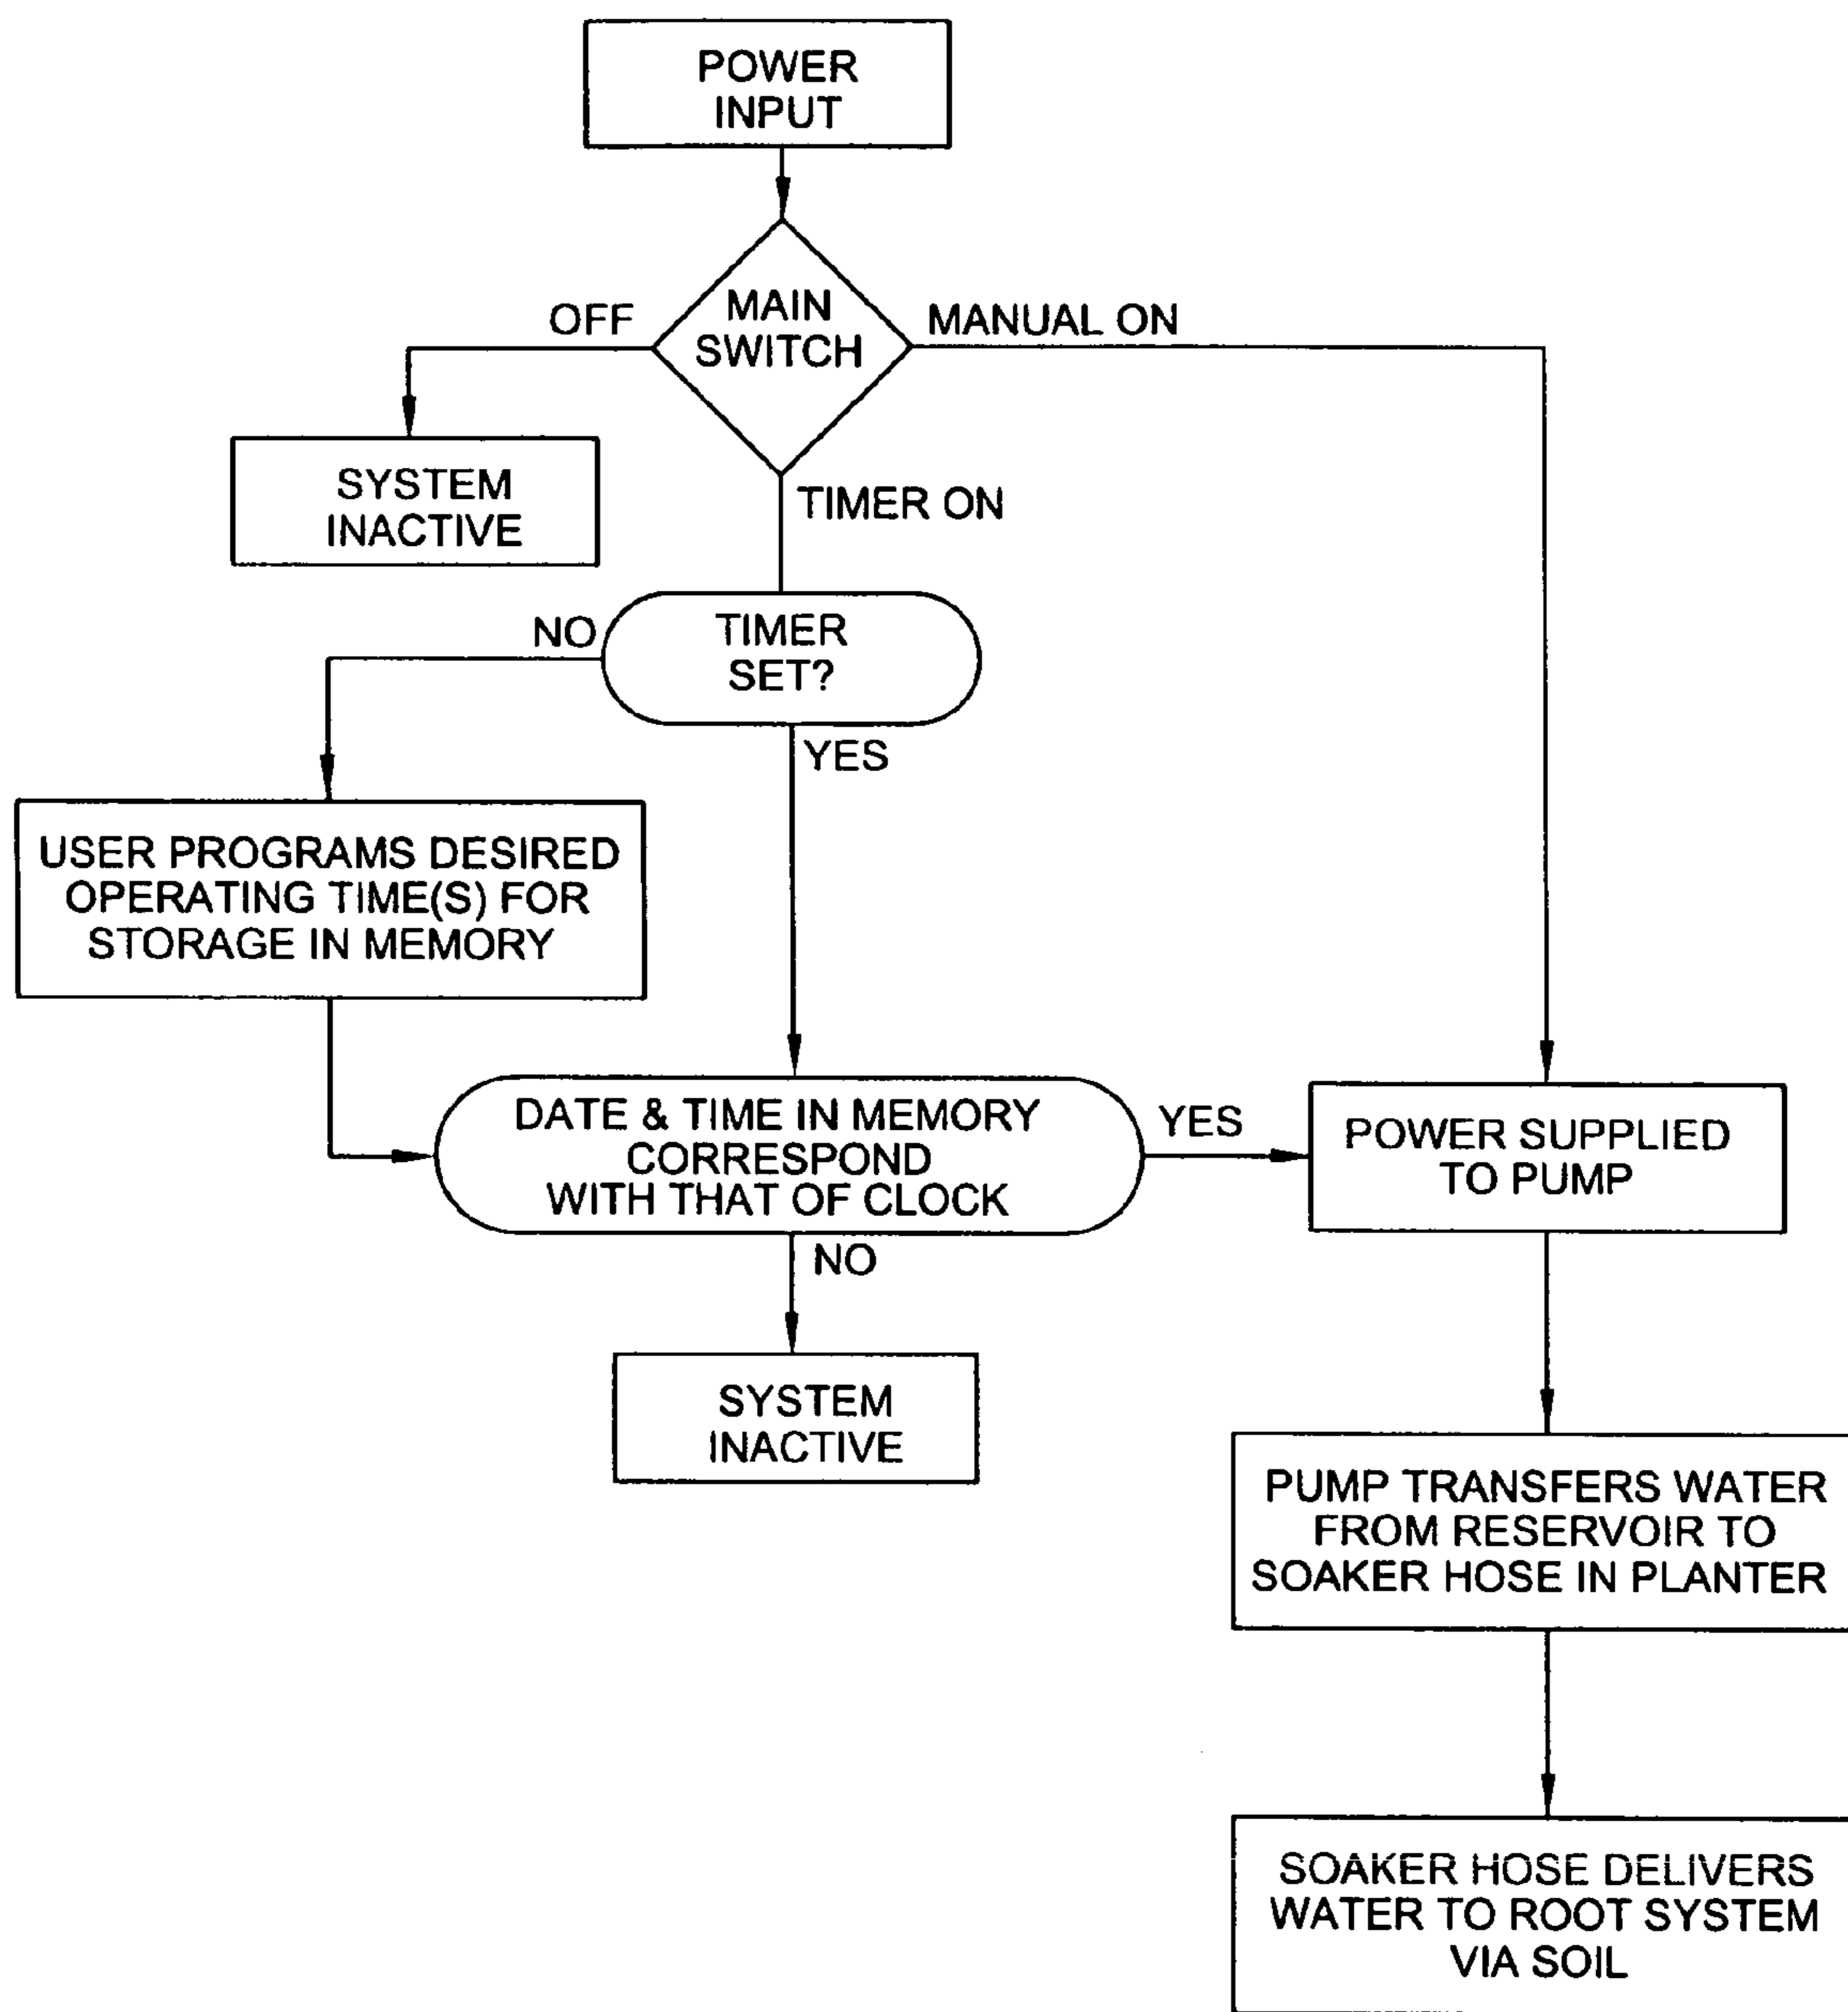 POWER
INPUT
MAIN
SWITCH
OFF
MANUAL ON
SYSTEM
INACTIVE
TIMER ON
TIMER
SET?
NO
YES
USER PROGRAMS DESIRED
OPERATING TIME(S) FOR
STORAGE IN MEMORY
DATE & TIME IN MEMORY
CORRESPOND
WITH THAT OF CLOCK
YES
POWER SUPPLIED
TO PUMP
NO
SYSTEM
INACTIVE
PUMP TRANSFERS WATER
FROM RESERVOIR TO
SOAKER HOSE IN PLANTER
SOAKER HOSE DELIVERS
WATER TO ROOT SYSTEM
VIA SOIL